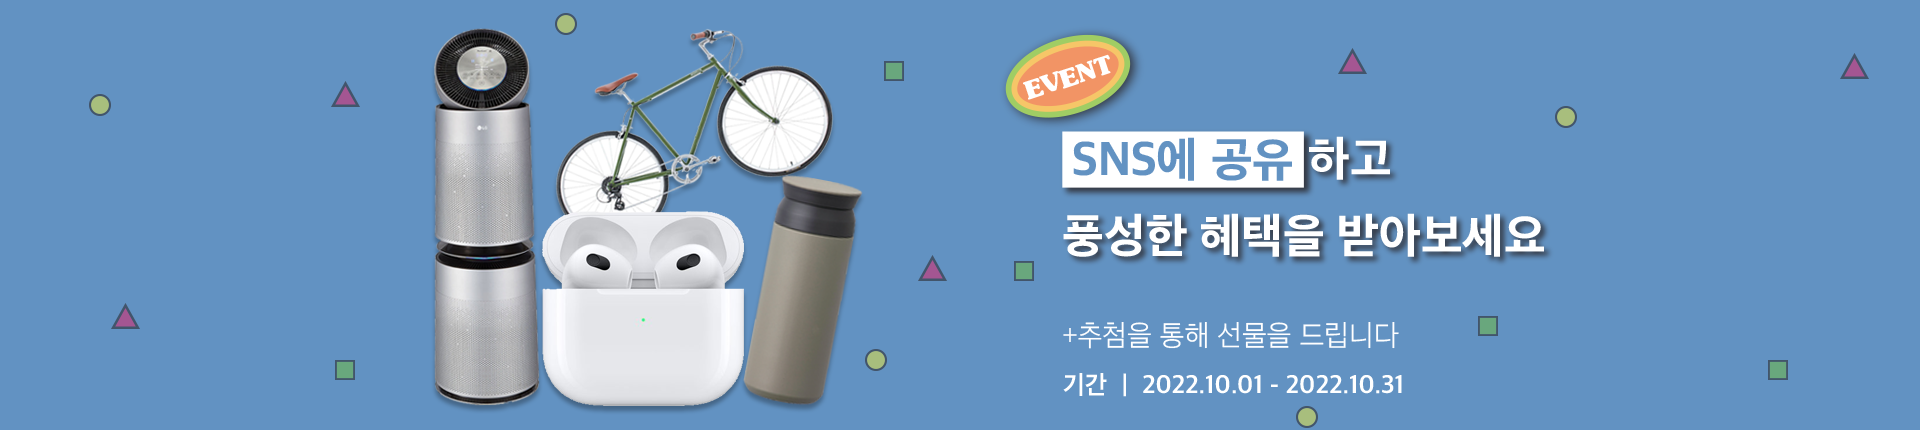 EVENT
SNS에 공유하고
풍성한 혜택을 받아보세요
+추첨을 통해 선물을 드립니다
기간 | 2022.10.01 - 2022.10.31
LG